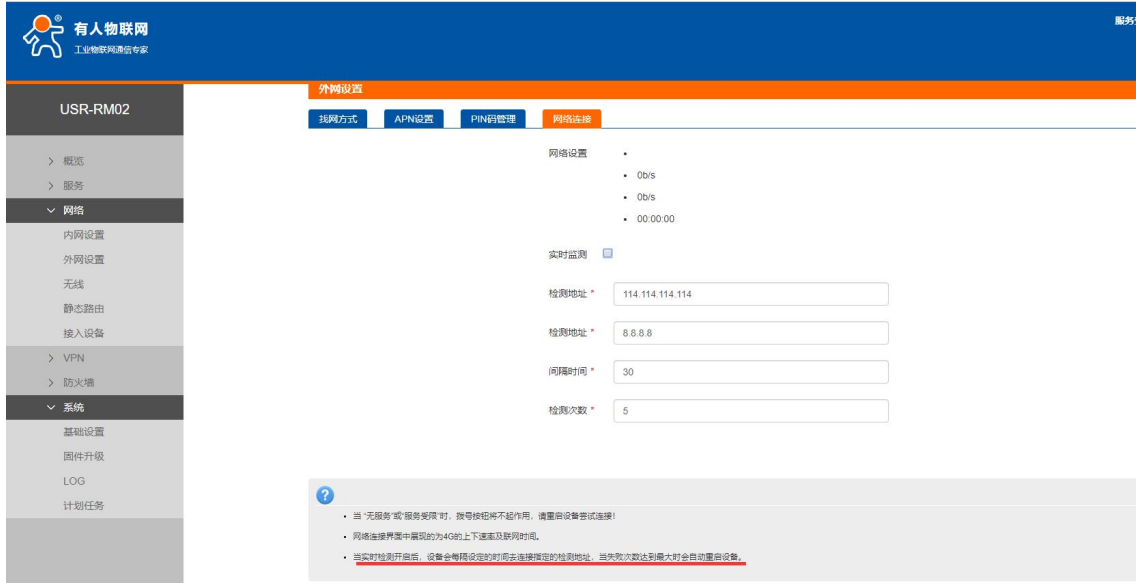 有人物联网
工业物联网通信专家
服务
USR-RM02
概览
服务
网络
内网设置
外网设置
无线
静态路由
接入设备
VPN
防火墙
系统
基础设置
固件升级
LOG
计划任务
外网设置
找网方式 APN设置 PIN码管理 网络连接
网络设置
0b/s
0b/s
00:00:00
实时监测
检测地址 * 114.114.114.114
检测地址 * 8.8.8.8
间隔时间 * 30
检测次数 * 5
• 当 “无服务”或“服务受限”时，拨号按钮将不起作用，请重启设备尝试连接！
• 网络连接界面中展现的为4G的上下速率及联网时间。
• 当实时检测开启后，设备会每隔设定的时间去连接指定的检测地址，当失败次数达到最大时会自动重启设备。